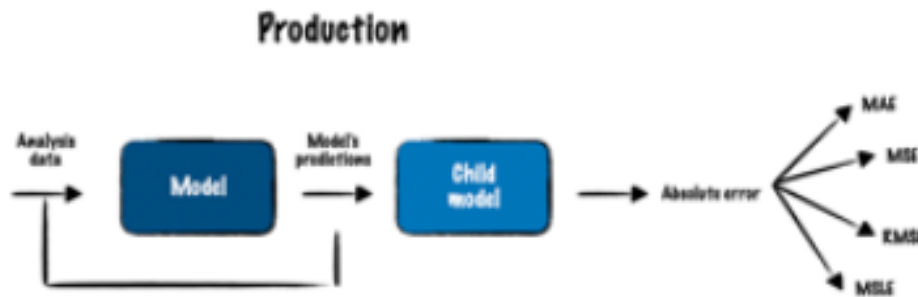 Production
Analysis
data
Model
Model's
predictions
Child
model
Absolute error
MAE
MSE
RMSE
MSLE